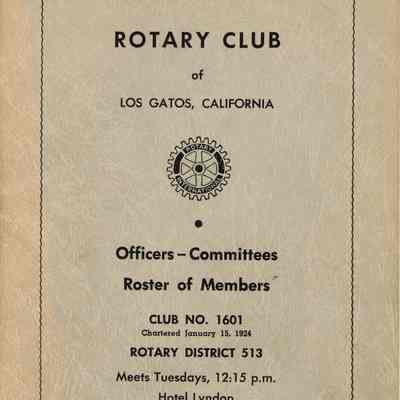 ROTARY CLUB
of
LOS GATOS, CALIFORNIA
ROTARY
INTERNATIONAL
Officers – Committees
Roster of Members
CLUB NO. 1601
Chartered January 15, 1924
ROTARY DISTRICT 513
Meets Tuesdays, 12:15 p.m.
Hotel Lyndon